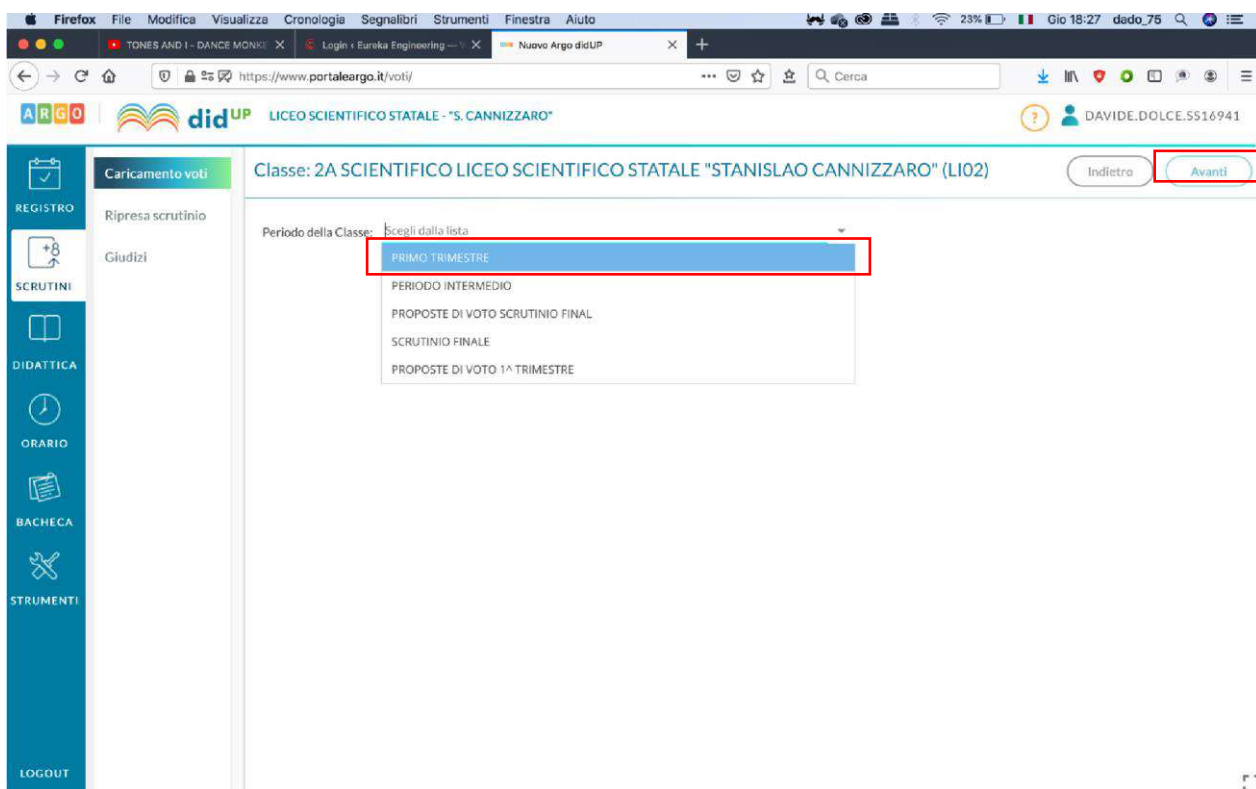 Firefox File Modifica Visualizza Cronologia Segnalibri Strumenti Finestra Aiuto 23% Gio 18:27 dado_75
TONES AND I - DANCE MONKE Login ‹ Eureka Engineering — Nuovo Argo didUP
https://www.portaleargo.it/voti/ Cerca
ARGO didUP LICEO SCIENTIFICO STATALE - "S. CANNIZZARO" ? DAVIDE.DOLCE.SS16941
Caricamento voti Classe: 2A SCIENTIFICO LICEO SCIENTIFICO STATALE "STANISLAO CANNIZZARO" (LI02) Indietro Avanti
REGISTRO
Ripresa scrutinio
Periodo della Classe: Scegli dalla lista
+8
Giudizi
PRIMO TRIMESTRE
SCRUTINI
PERIODO INTERMEDIO
PROPOSTE DI VOTO SCRUTINIO FINAL
SCRUTINIO FINALE
DIDATTICA
PROPOSTE DI VOTO 1^ TRIMESTRE
ORARIO
BACHECA
STRUMENTI
LOGOUT